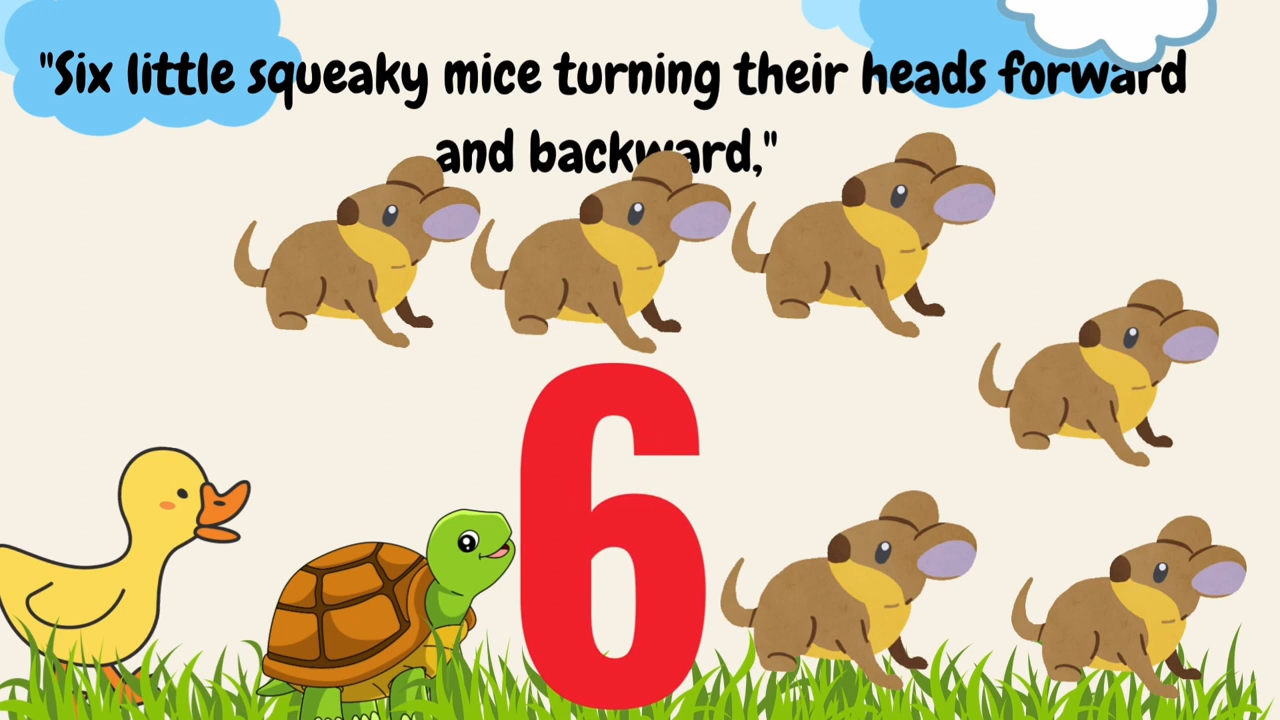 "Six little squeaky mice turning their heads forward
and backward,"
6